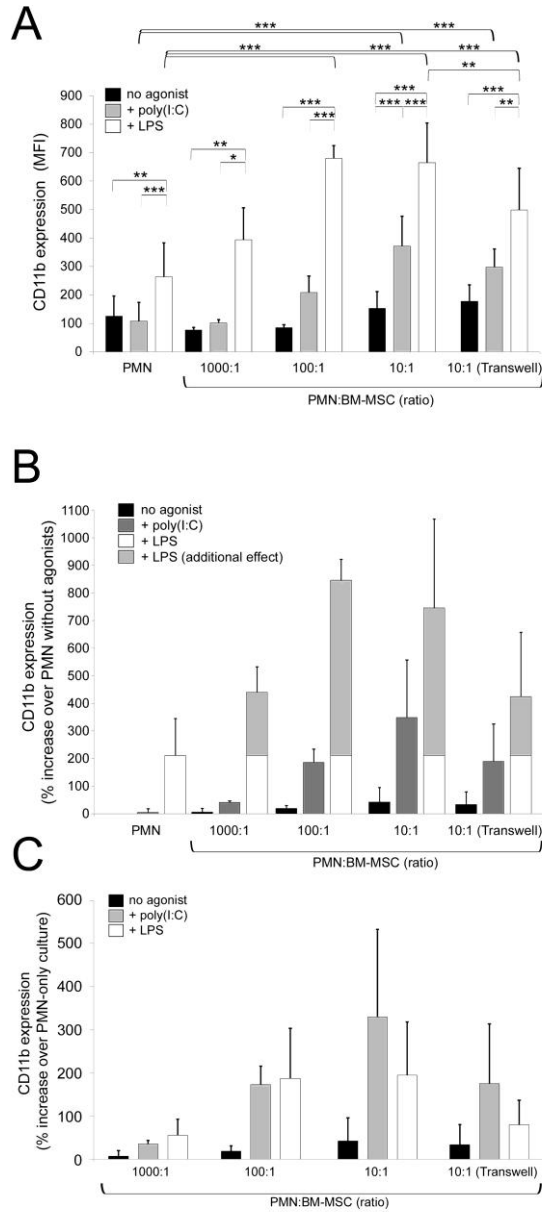 A
*** ***
*** *** ***
**
900
800
700
600
500
400
300
200
100
0
CD11b expression (MFI)
no agonist
+ poly(I:C)
+ LPS
**
***
**
*
***
***
***
*** ***
***
**
PMN 1000:1 100:1 10:1 10:1 (Transwell)
PMN:BM-MSC (ratio)
B
1100
1000
900
800
700
600
500
400
300
200
100
0
CD11b expression
(% increase over PMN without agonists)
no agonist
+ poly(I:C)
+ LPS
+ LPS (additional effect)
PMN 1000:1 100:1 10:1 10:1 (Transwell)
PMN:BM-MSC (ratio)
C
600
500
400
300
200
100
0
CD11b expression
(% increase over PMN-only culture)
no agonist
+ poly(I:C)
+ LPS
1000:1 100:1 10:1 10:1 (Transwell)
PMN:BM-MSC (ratio)